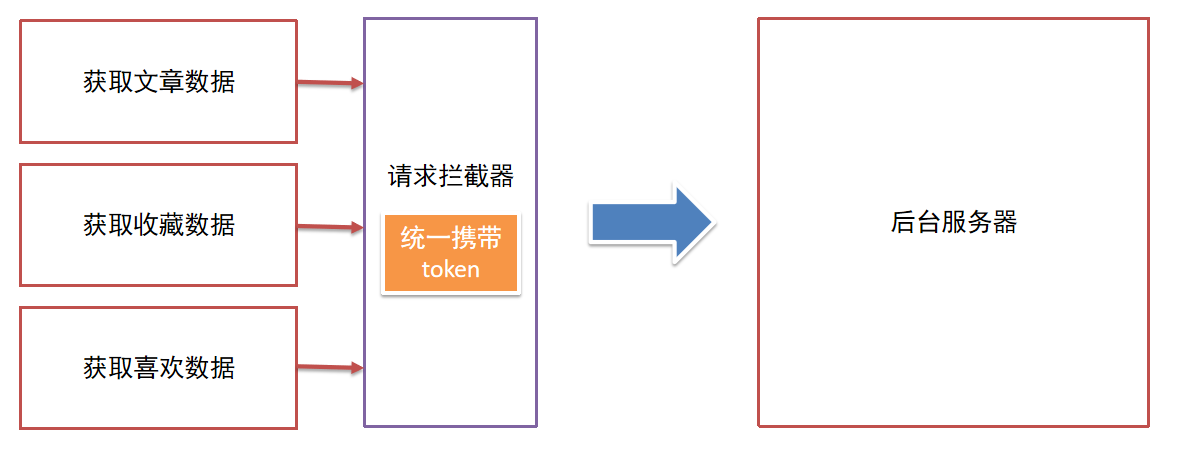 获取文章数据
获取收藏数据
获取喜欢数据
请求拦截器
统一携带
token
后台服务器